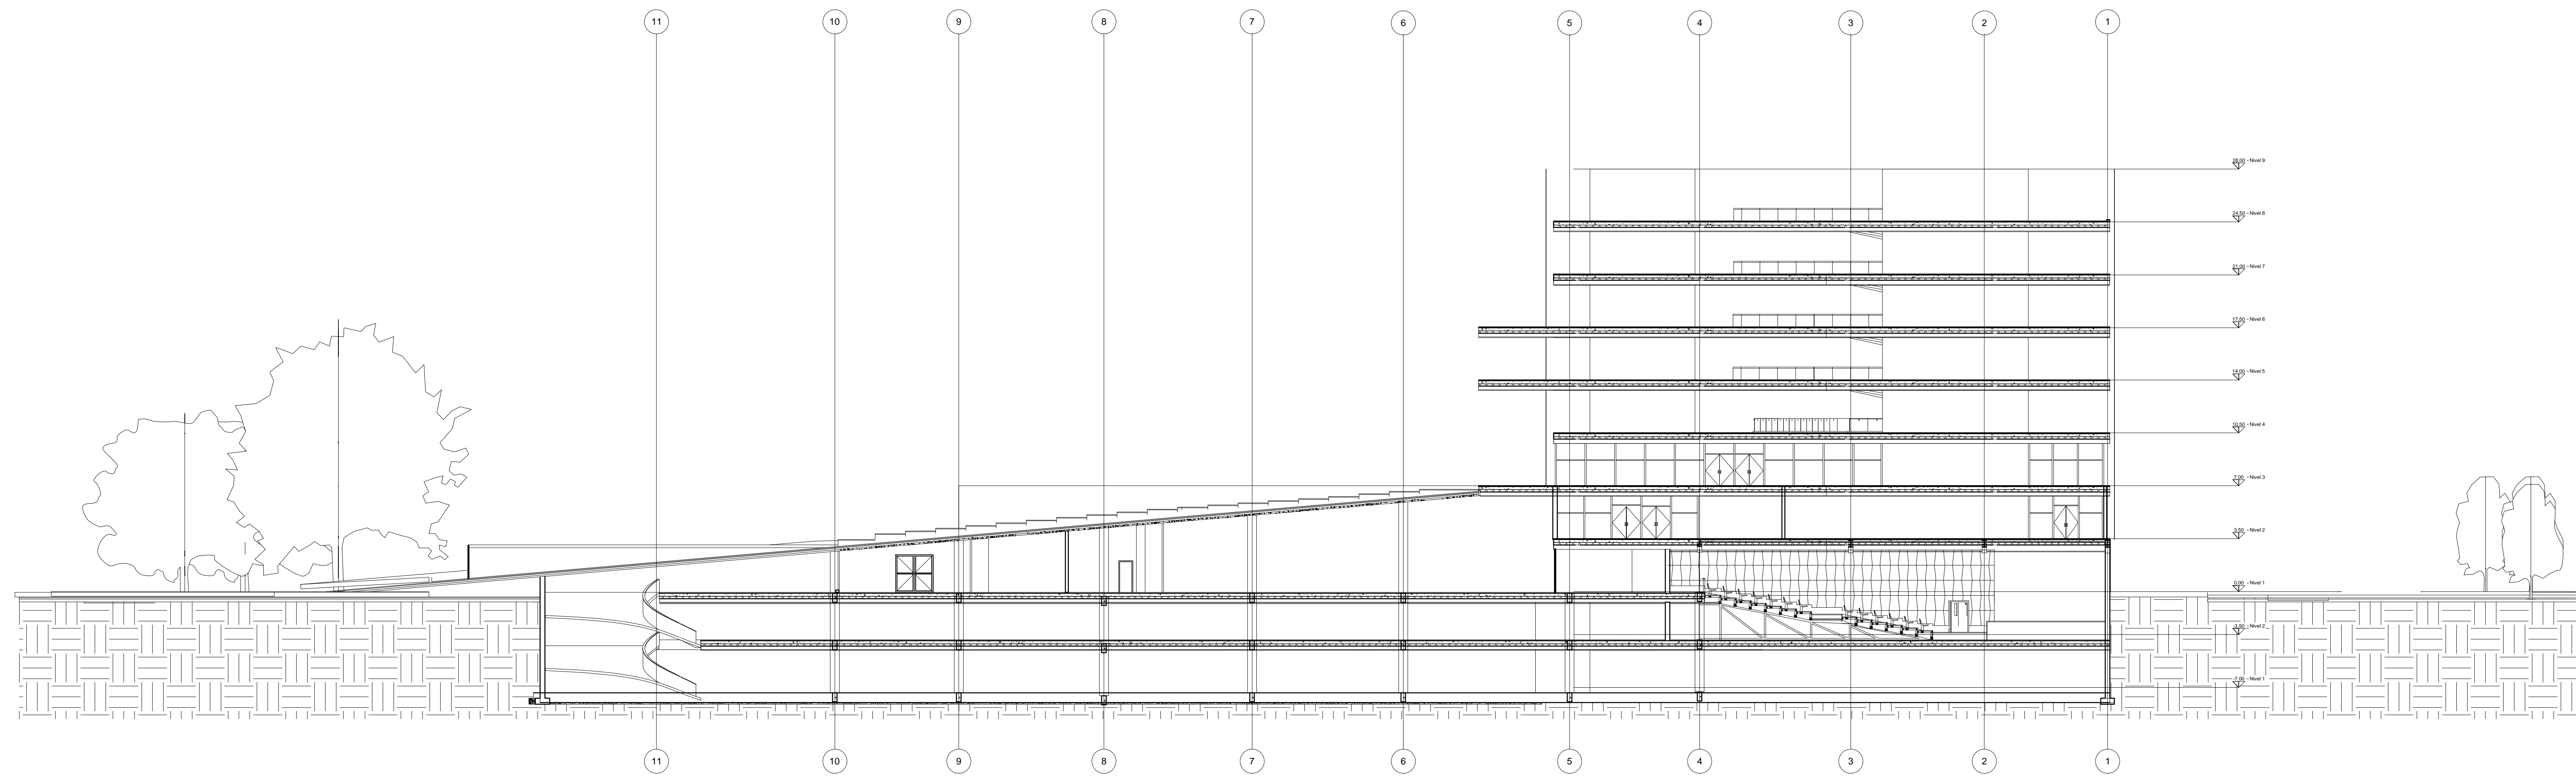 11 10 9 8 7 6 5 4 3 2 1
28.00 - Nivel 9
24.50 - Nivel 8
21.00 - Nivel 7
17.50 - Nivel 6
14.00 - Nivel 5
10.50 - Nivel 4
7.00 - Nivel 3
3.50 - Nivel 2
0.00 - Nivel 1
-3.50 - Nivel 2
-7.00 - Nivel 1
11 10 9 8 7 6 5 4 3 2 1